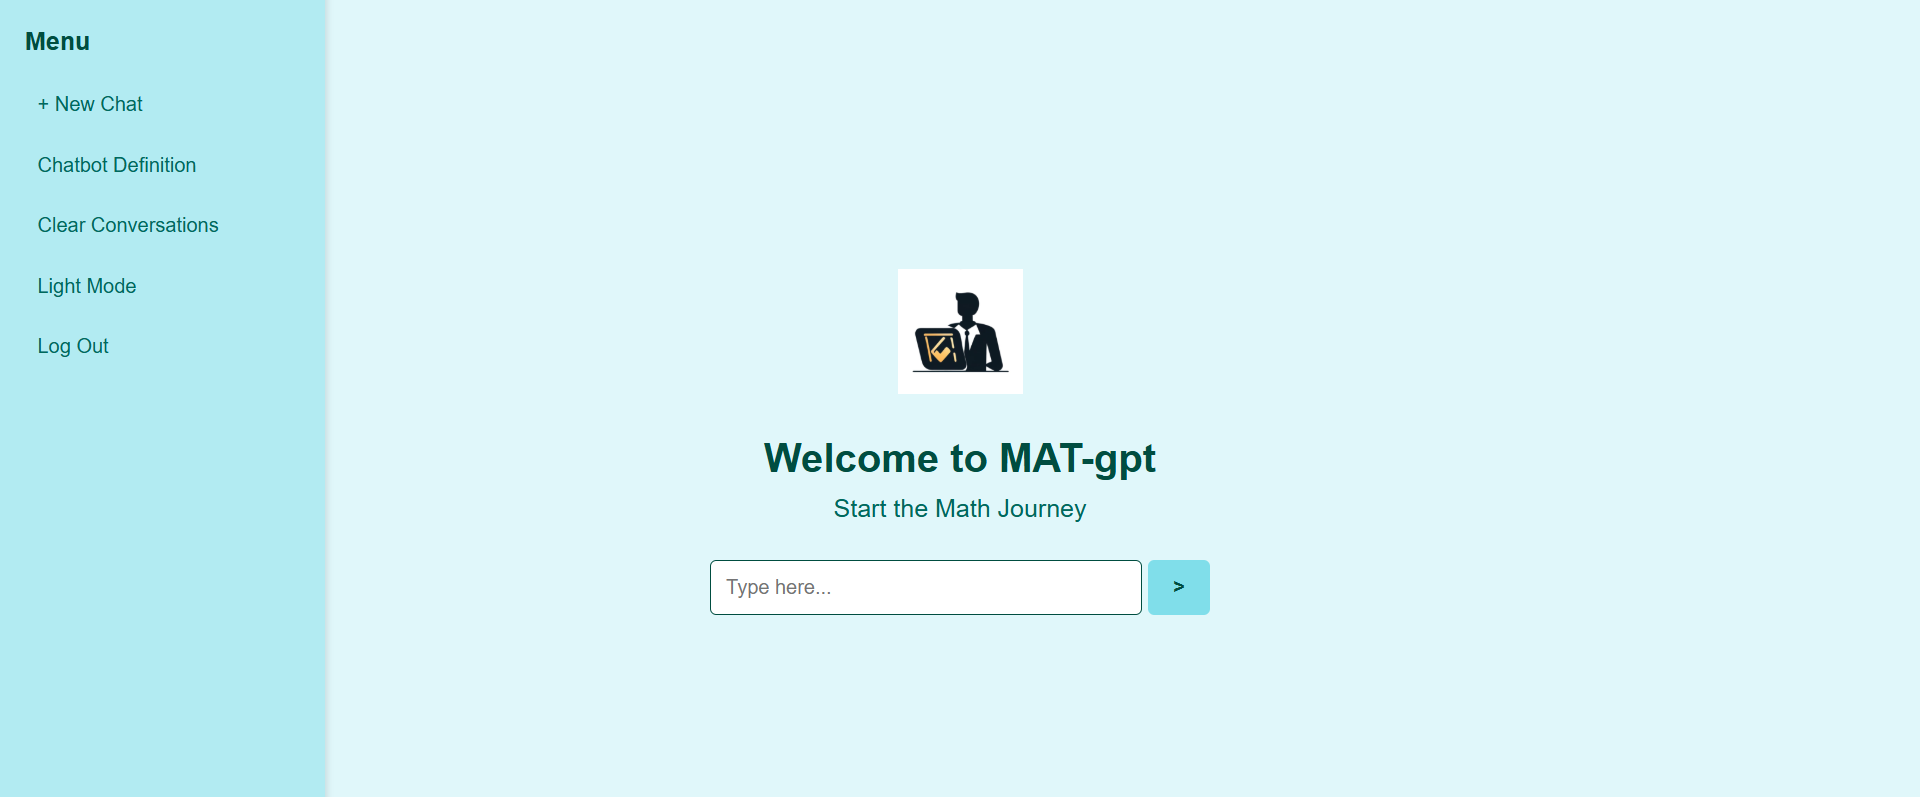 Menu
+ New Chat
Chatbot Definition
Clear Conversations
Light Mode
Log Out
Welcome to MAT-gpt
Start the Math Journey
Type here...
>